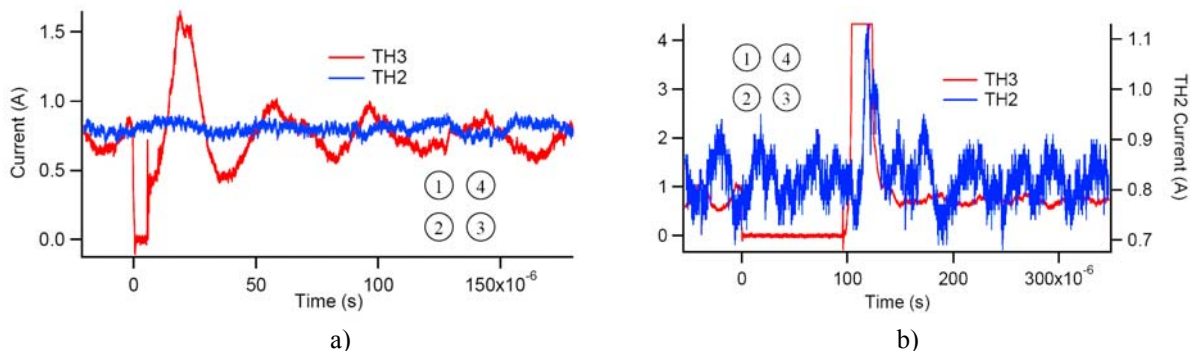 1.5
1.0
0.5
0.0
Current (A)
TH3
TH2
1 4
2 3
0 50 100 150x10⁻⁶
Time (s)
a)
4
3
2
1
0
1 4
2 3
TH3
TH2
1.1
1.0
0.9
0.8
0.7
TH2 Current (A)
0 100 200 300x10⁻⁶
Time (s)
b)